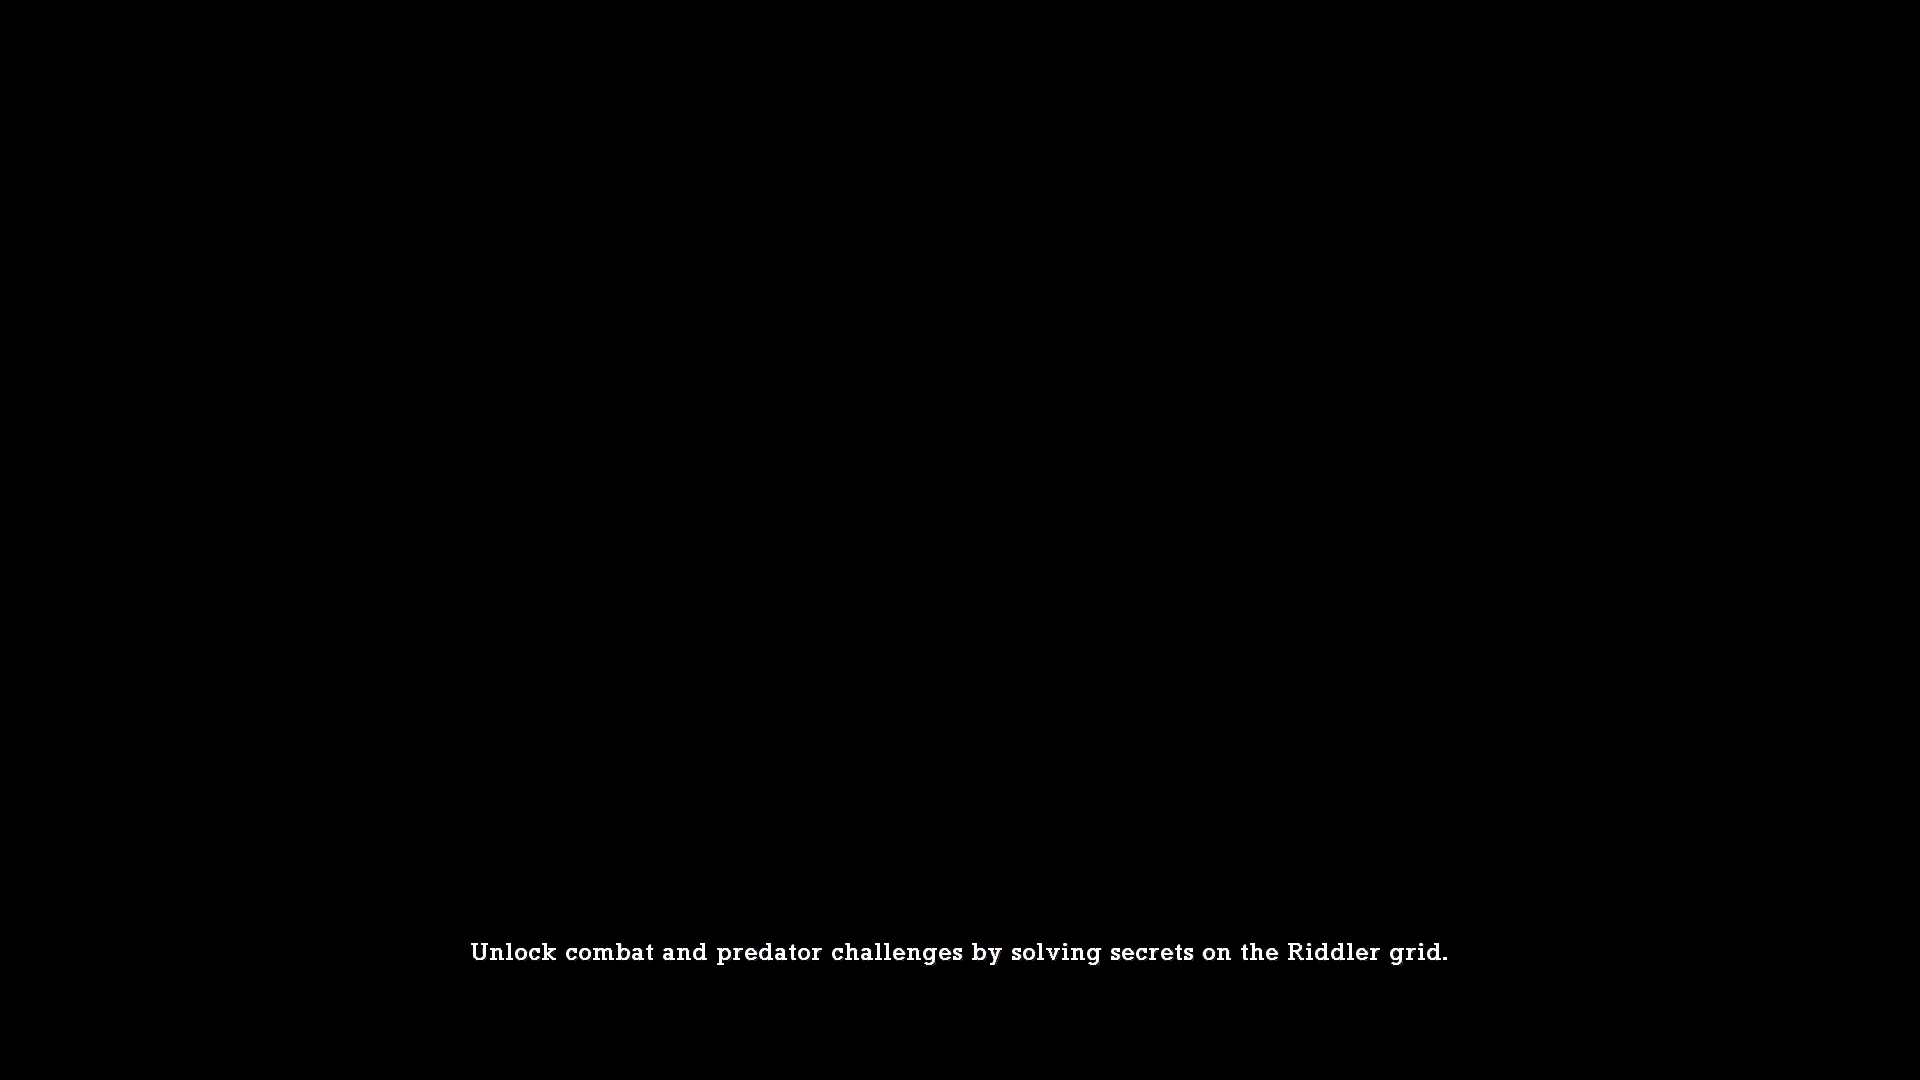 Unlock combat and predator challenges by solving secrets on the Riddler grid.